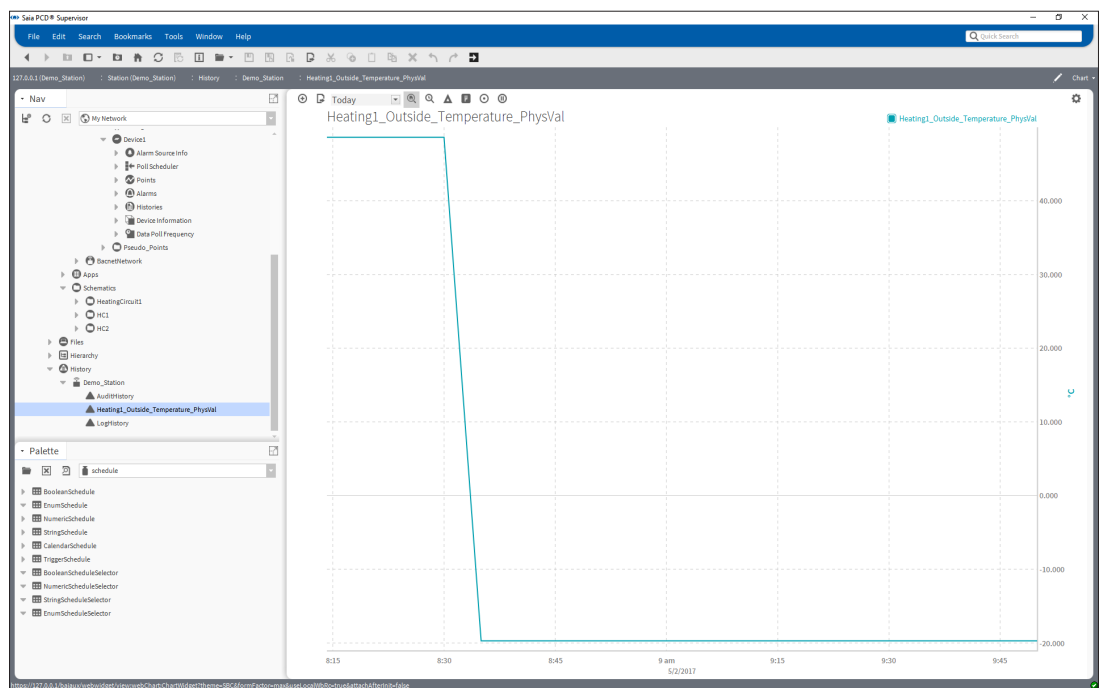 Saia PCD® Supervisor
File Edit Search Bookmarks Tools Window Help
Quick Search
127.0.0.1 (Demo_Station) : Station (Demo_Station) : History : Demo_Station : Heating1_Outside_Temperature_PhysVal
Chart
Nav
My Network
Device1
Alarm Source Info
Poll Scheduler
Points
Alarms
Histories
Device Information
Data Poll Frequency
Pseudo_Points
BacnetNetwork
Apps
Schematics
HeatingCircuit1
HC1
HC2
Files
Hierarchy
History
Demo_Station
AuditHistory
Heating1_Outside_Temperature_PhysVal
LogHistory
Palette
schedule
BooleanSchedule
EnumSchedule
NumericSchedule
StringSchedule
CalendarSchedule
TriggerSchedule
BooleanScheduleSelector
NumericScheduleSelector
StringScheduleSelector
EnumScheduleSelector
Today
Heating1_Outside_Temperature_PhysVal
Heating1_Outside_Temperature_PhysVal
40.000
30.000
20.000
°C
10.000
0.000
-10.000
-20.000
8:15 8:30 8:45 9 am 9:15 9:30 9:45
5/2/2017
https://127.0.0.1/bajaux/webwidget/view:webChart:ChartWidget?theme=SBC&formFactor=max&useLocalWbRc=true&attachAfterInit=false